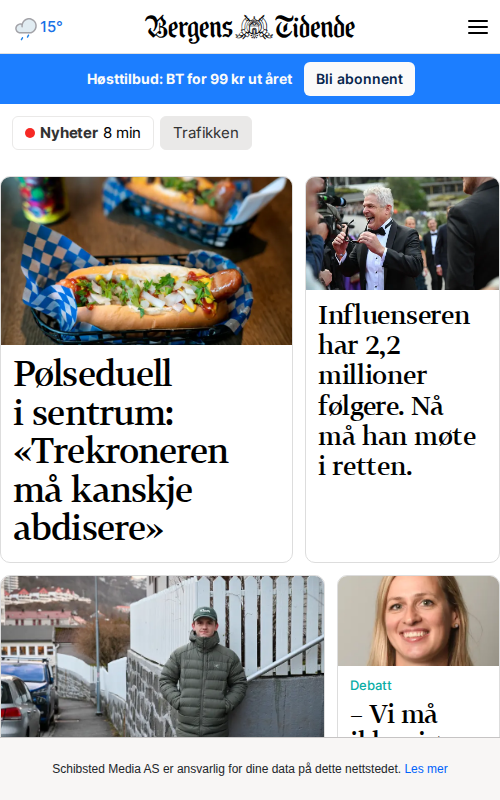 15°
Bergens Tidende
Høsttilbud: BT for 99 kr ut året
Bli abonnent
Nyheter 8 min
Trafikken
Pølseduell
i sentrum:
«Trekroneren
må kanskje
abdisere»
Influenseren
har 2,2
millioner
følgere. Nå
må han møte
i retten.
Debatt
– Vi må
Schibsted Media AS er ansvarlig for dine data på dette nettstedet. Les mer